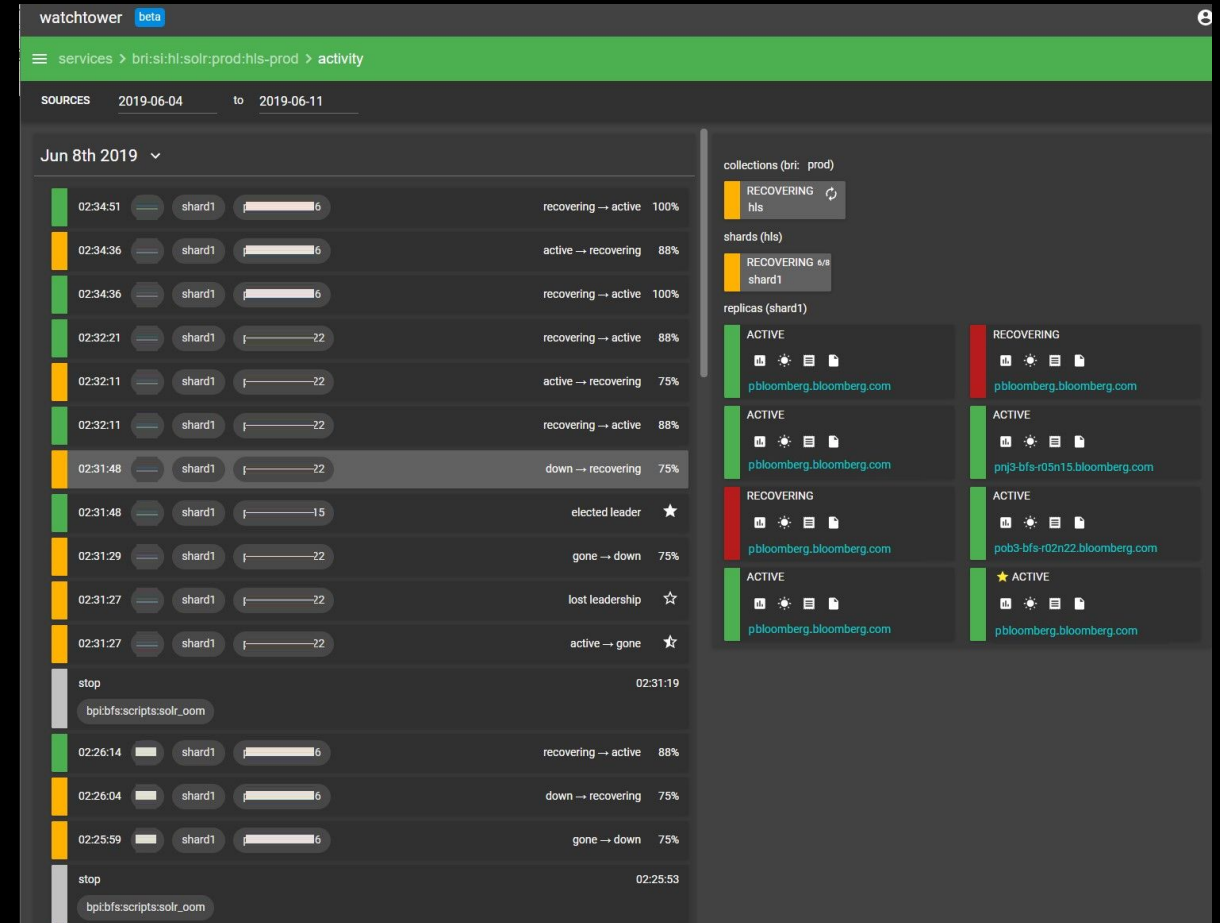 watchtower beta
services > bri:si:hl:solr:prod:hls-prod > activity
SOURCES 2019-06-04 to 2019-06-11
Jun 8th 2019
02:34:51 shard1 6 recovering → active 100%
02:34:36 shard1 6 active → recovering 88%
02:34:36 shard1 6 recovering → active 100%
02:32:21 shard1 22 recovering → active 88%
02:32:11 shard1 22 active → recovering 75%
02:32:11 shard1 22 recovering → active 88%
02:31:48 shard1 22 down → recovering 75%
02:31:48 shard1 15 elected leader
02:31:29 shard1 22 gone → down 75%
02:31:27 shard1 22 lost leadership
02:31:27 shard1 22 active → gone
stop 02:31:19
bpi:bfs:scripts:solr_oom
02:26:14 shard1 6 recovering → active 88%
02:26:04 shard1 6 down → recovering 75%
02:25:59 shard1 6 gone → down 75%
stop 02:25:53
bpi:bfs:scripts:solr_oom
collections (bri: prod)
RECOVERING
hls
shards (hls)
RECOVERING 6/8
shard1
replicas (shard1)
ACTIVE
pbloomberg.bloomberg.com
RECOVERING
pbloomberg.bloomberg.com
ACTIVE
pbloomberg.bloomberg.com
ACTIVE
pnj3-bfs-r05n15.bloomberg.com
RECOVERING
pbloomberg.bloomberg.com
ACTIVE
pob3-bfs-r02n22.bloomberg.com
ACTIVE
pbloomberg.bloomberg.com
ACTIVE
pbloomberg.bloomberg.com